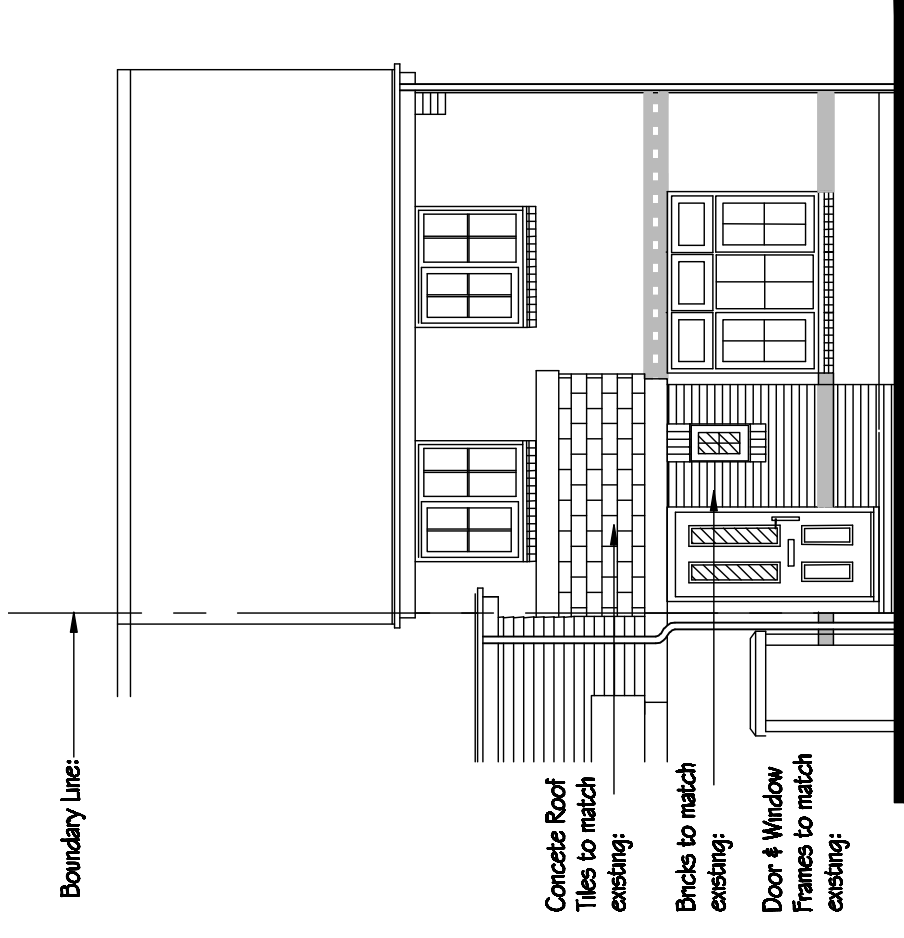 Boundary Line:
Concete Roof
Tiles to match
existing:
Bricks to match
existing:
Door & Window
Frames to match
existing: